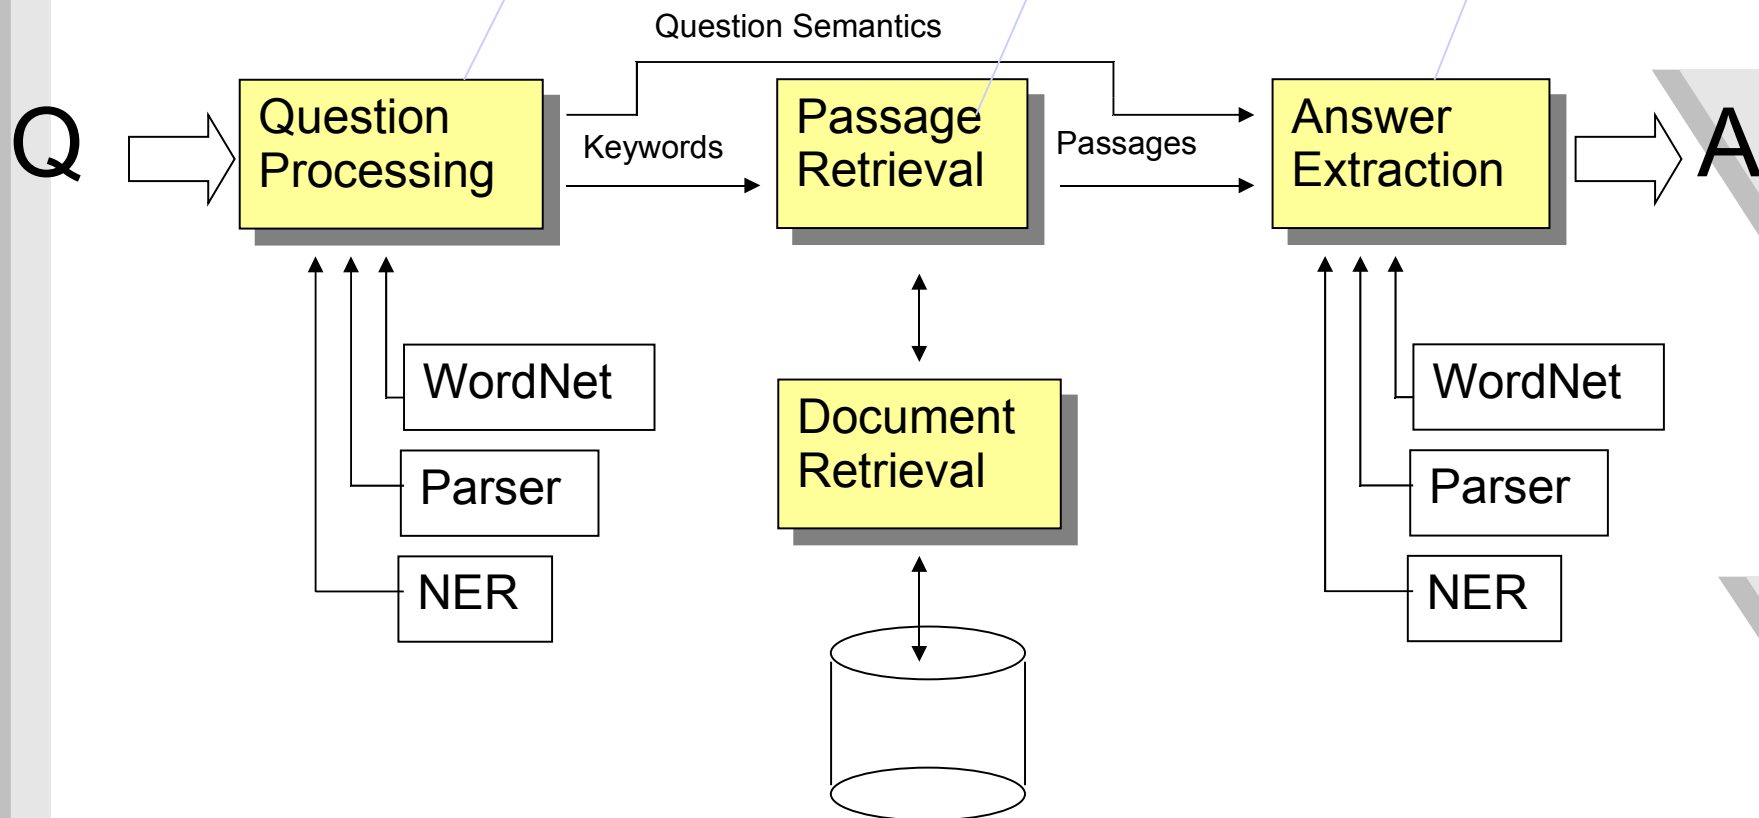 Question Semantics
Q
Question
Processing
Keywords
Passage
Retrieval
Passages
Answer
Extraction
A
WordNet
Parser
NER
Document
Retrieval
WordNet
Parser
NER